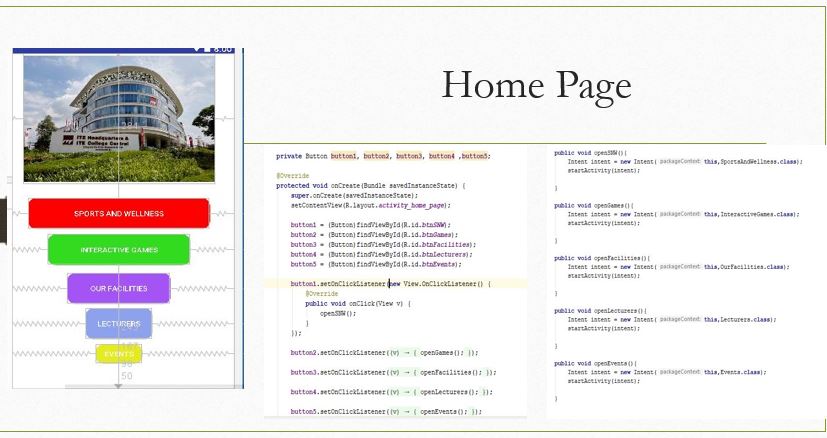 Home Page
6:00
ITE Headquarters &
ITE College Central
SPORTS AND WELLNESS
INTERACTIVE GAMES
OUR FACILITIES
LECTURERS
EVENTS
50
private Button button1, button2, button3, button4 ,button5;
@Override
protected void onCreate(Bundle savedInstanceState) {
super.onCreate(savedInstanceState);
setContentView(R.layout.activity_home_page);
button1 = (Button)findViewById(R.id.btnSNW);
button2 = (Button)findViewById(R.id.btnGames);
button3 = (Button)findViewById(R.id.btnFacilities);
button4 = (Button)findViewById(R.id.btnLecturers);
button5 = (Button)findViewById(R.id.btnEvents);
button1.setOnClickListener(new View.OnClickListener() {
@Override
public void onClick(View v) {
openSNW();
}
});
button2.setOnClickListener((v) → { openGames(); });
button3.setOnClickListener((v) → { openFacilities(); });
button4.setOnClickListener((v) → { openLecturers(); });
button5.setOnClickListener((v) → { openEvents(); });
public void openSNW(){
Intent intent = new Intent( packageContext: this,SportsAndWellness.class);
startActivity(intent);
}
public void openGames(){
Intent intent = new Intent( packageContext: this,InteractiveGames.class);
startActivity(intent);
}
public void openFacilities(){
Intent intent = new Intent( packageContext: this,OurFacilities.class);
startActivity(intent);
}
public void openLecturers(){
Intent intent = new Intent( packageContext: this,Lecturers.class);
startActivity(intent);
}
public void openEvents(){
Intent intent = new Intent( packageContext: this,Events.class);
startActivity(intent);
}